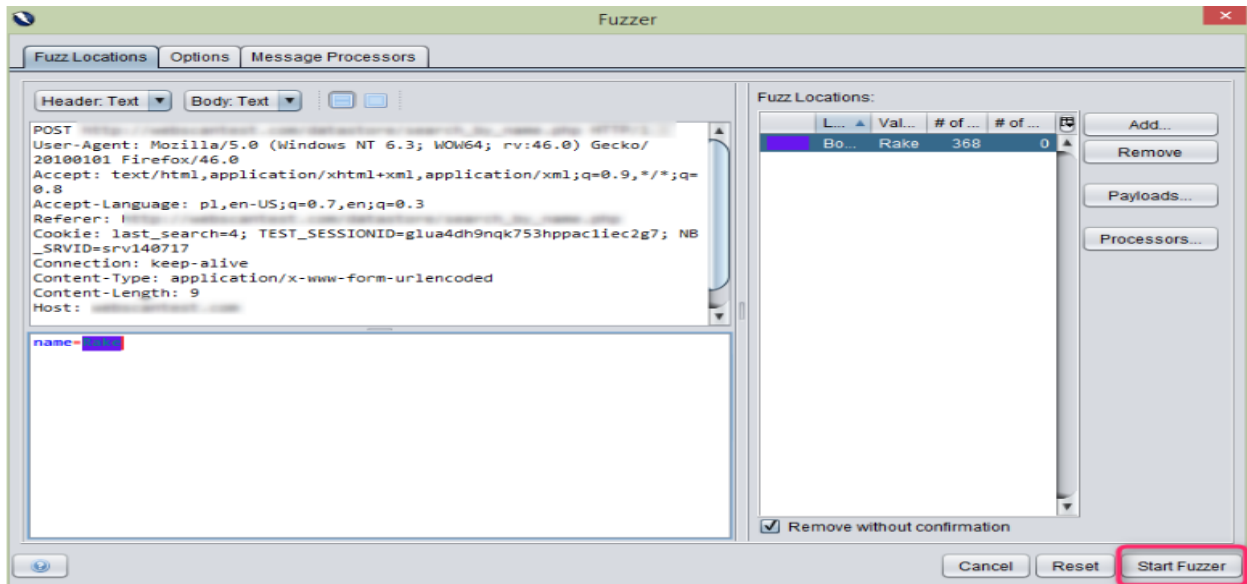 Fuzzer
Fuzz Locations Options Message Processors
Header: Text Body: Text
POST
User-Agent: Mozilla/5.0 (Windows NT 6.3; WOW64; rv:46.0) Gecko/
20100101 Firefox/46.0
Accept: text/html,application/xhtml+xml,application/xml;q=0.9,*/*;q=
0.8
Accept-Language: pl,en-US;q=0.7,en;q=0.3
Referer:
Cookie: last_search=4; TEST_SESSIONID=glua4dh9nqk753hppac1iec2g7; NB
_SRVID=srv140717
Connection: keep-alive
Content-Type: application/x-www-form-urlencoded
Content-Length: 9
Host:
name=Rake
Fuzz Locations:
L... Val... # of ... # of ...
Bo... Rake 368 0
Add...
Remove
Payloads...
Processors...
Remove without confirmation
Cancel Reset Start Fuzzer